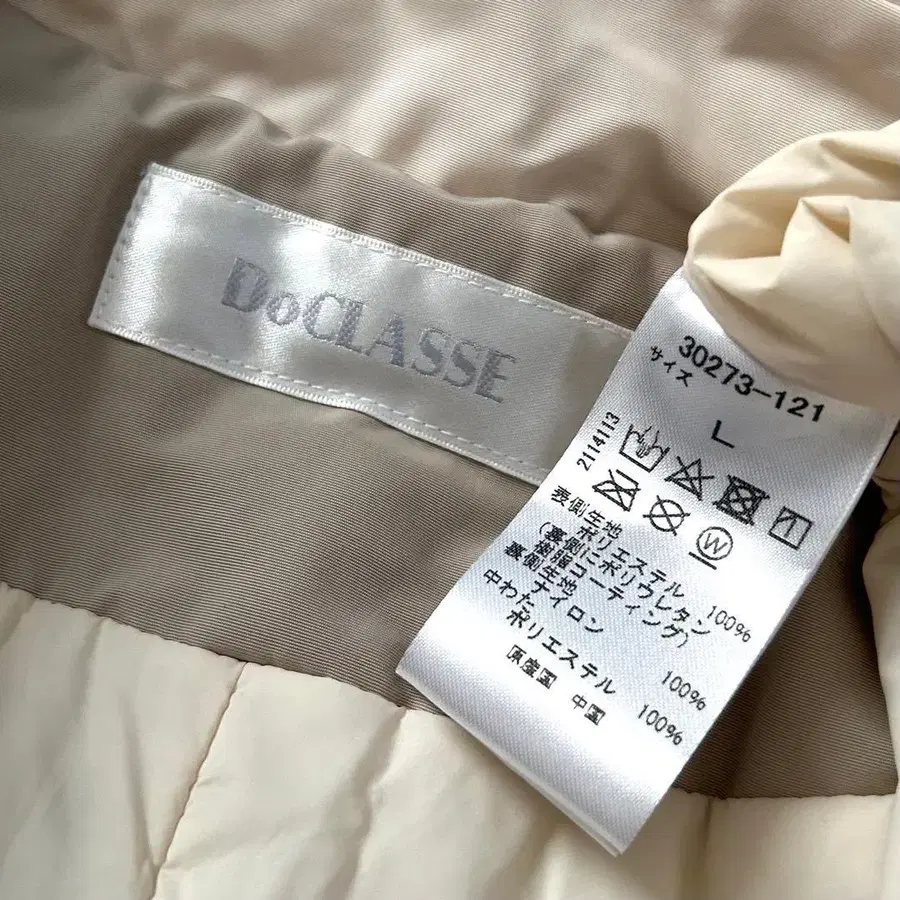 DoCLASSE
30273-121
サイズ
L
2114113
W
表側生地
ポリエステル 100%
(裏側にポリウレタン
樹脂コーティング)
裏側生地
ナイロン 100%
中わた
ポリエステル 100%
原産国 中国